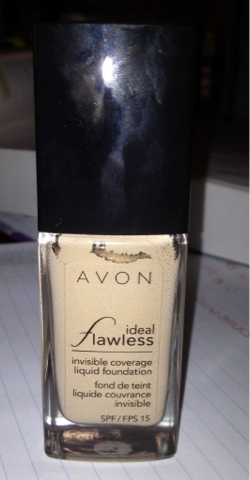 AVON
ideal
flawless
invisible coverage
liquid foundation
fond de teint
liquide couvrance
invisible
SPF/FPS 15